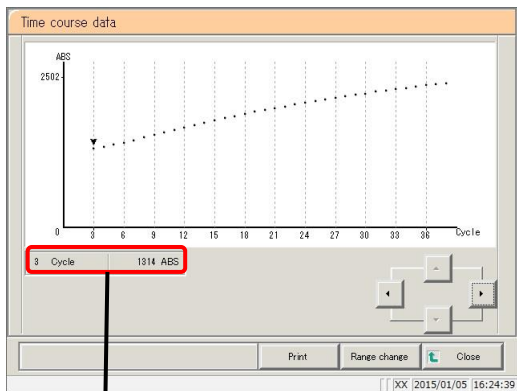 Time course data
ABS
2502
0 3 6 9 12 15 18 21 24 27 30 33 36 Cycle
3 Cycle 1314 ABS
Print Range change Close
XX 2015/01/05 16:24:39